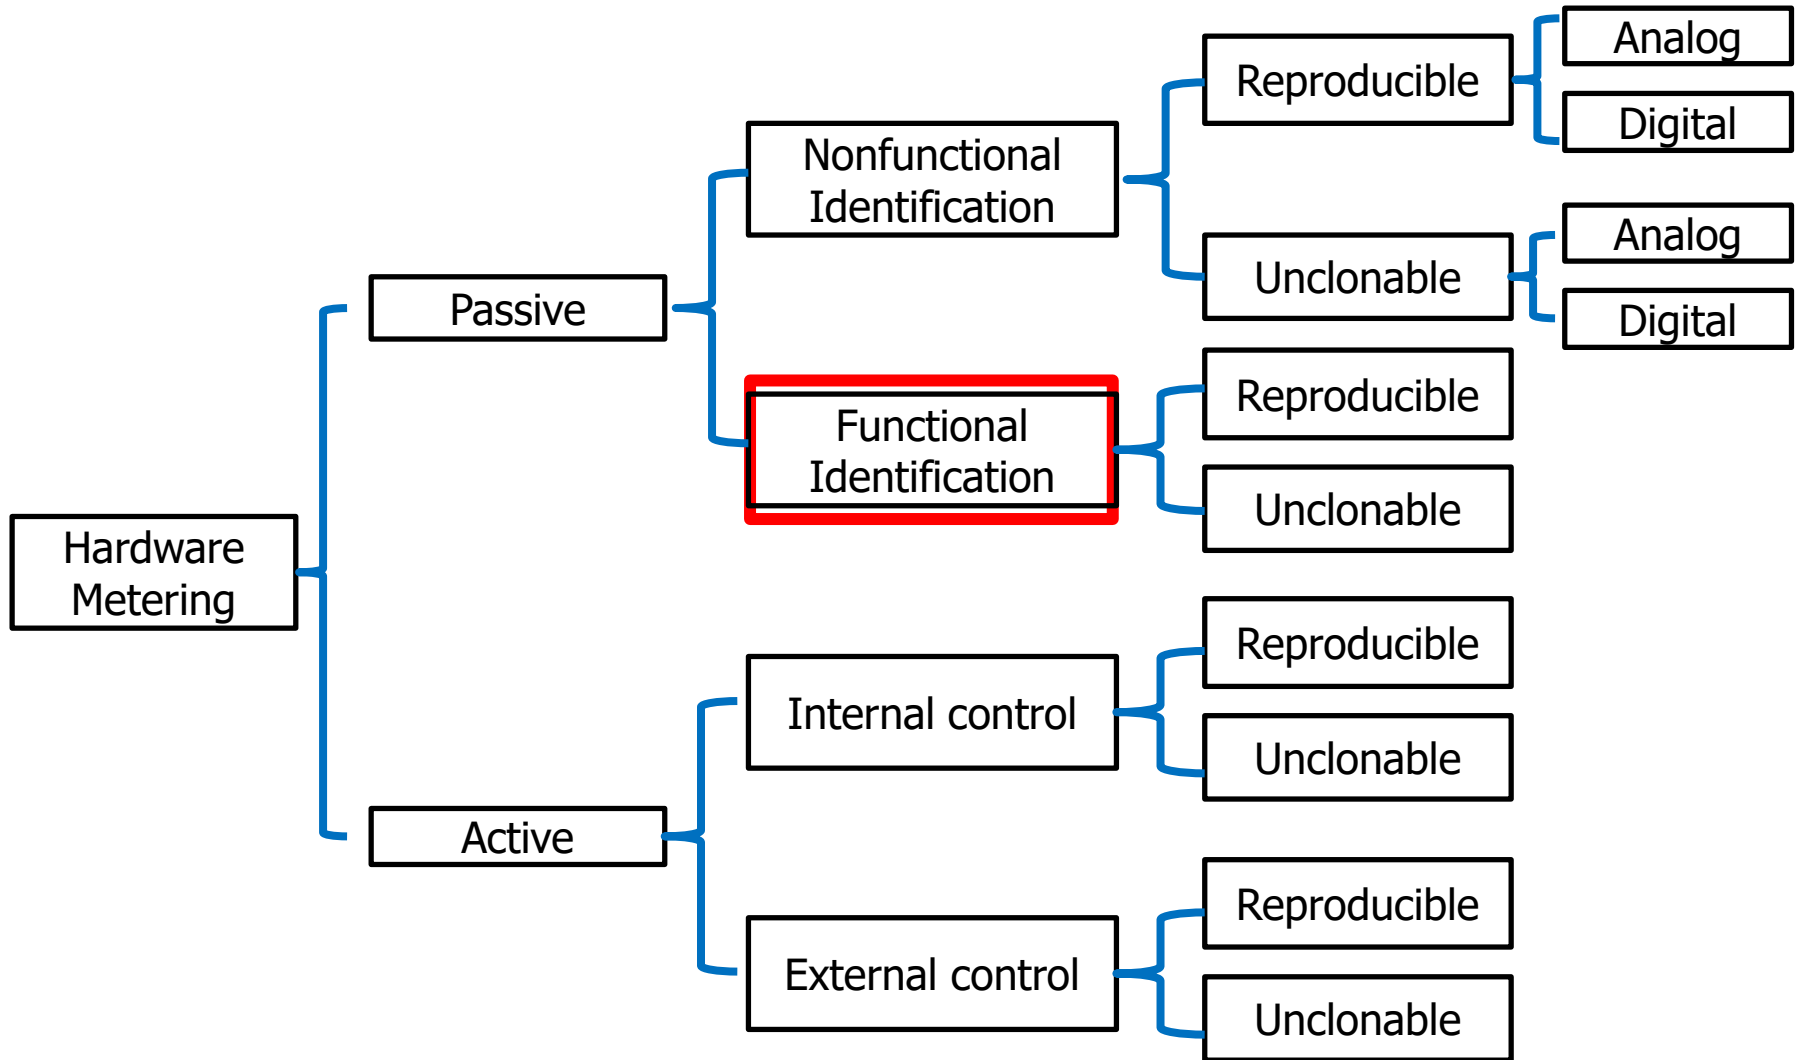 Hardware
Metering
Passive
Nonfunctional
Identification
Reproducible
Analog
Digital
Unclonable
Analog
Digital
Functional
Identification
Reproducible
Unclonable
Active
Internal control
Reproducible
Unclonable
External control
Reproducible
Unclonable